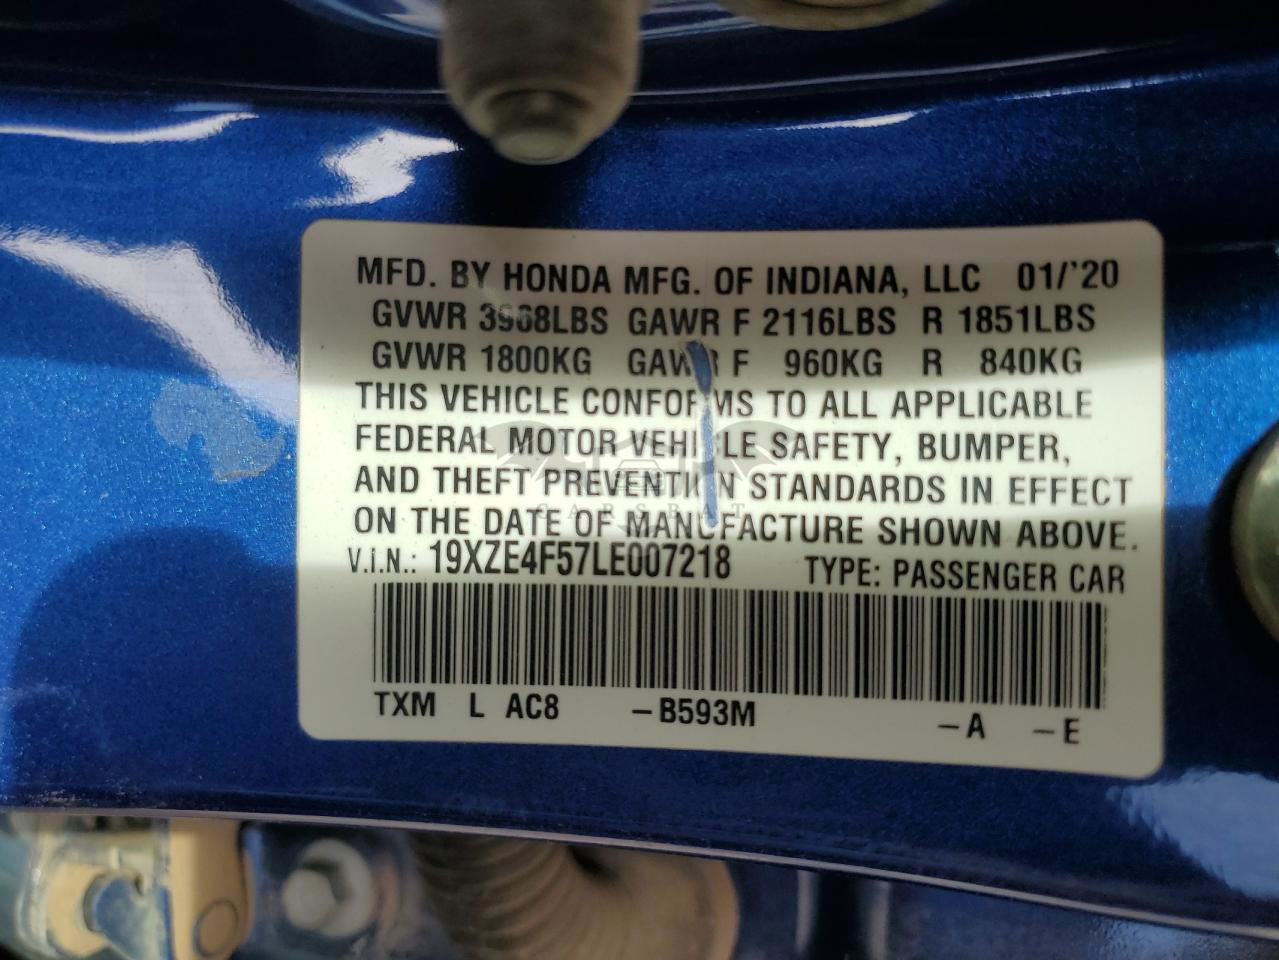 MFD. BY HONDA MFG. OF INDIANA, LLC 01/'20
GVWR 3968LBS GAWR F 2116LBS R 1851LBS
GVWR 1800KG GAWR F 960KG R 840KG
THIS VEHICLE CONFORMS TO ALL APPLICABLE
FEDERAL MOTOR VEHICLE SAFETY, BUMPER,
AND THEFT PREVENTION STANDARDS IN EFFECT
ON THE DATE OF MANUFACTURE SHOWN ABOVE.
V.I.N.: 19XZE4F57LE007218 TYPE: PASSENGER CAR
TXM L AC8 -B593M -A -E
CARSBAT